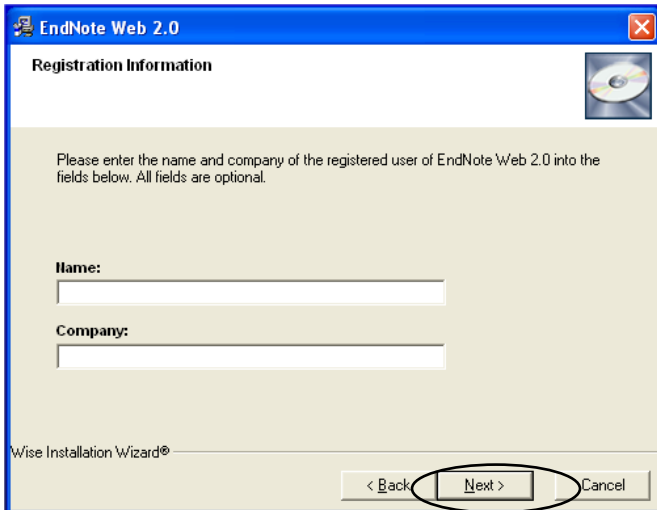 EndNote Web 2.0
Registration Information
Please enter the name and company of the registered user of EndNote Web 2.0 into the
fields below. All fields are optional.
Name:
Company:
Wise Installation Wizard®
< Back Next > Cancel